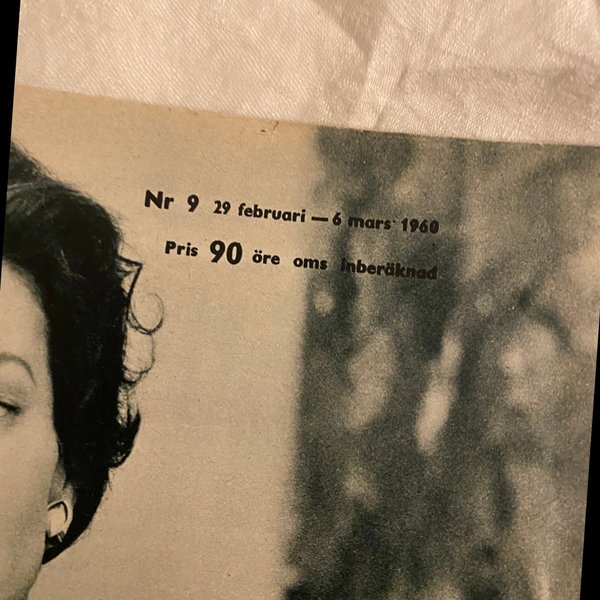 Nr 9 29 februari — 6 mars 1960
Pris 90 öre oms inberäknad